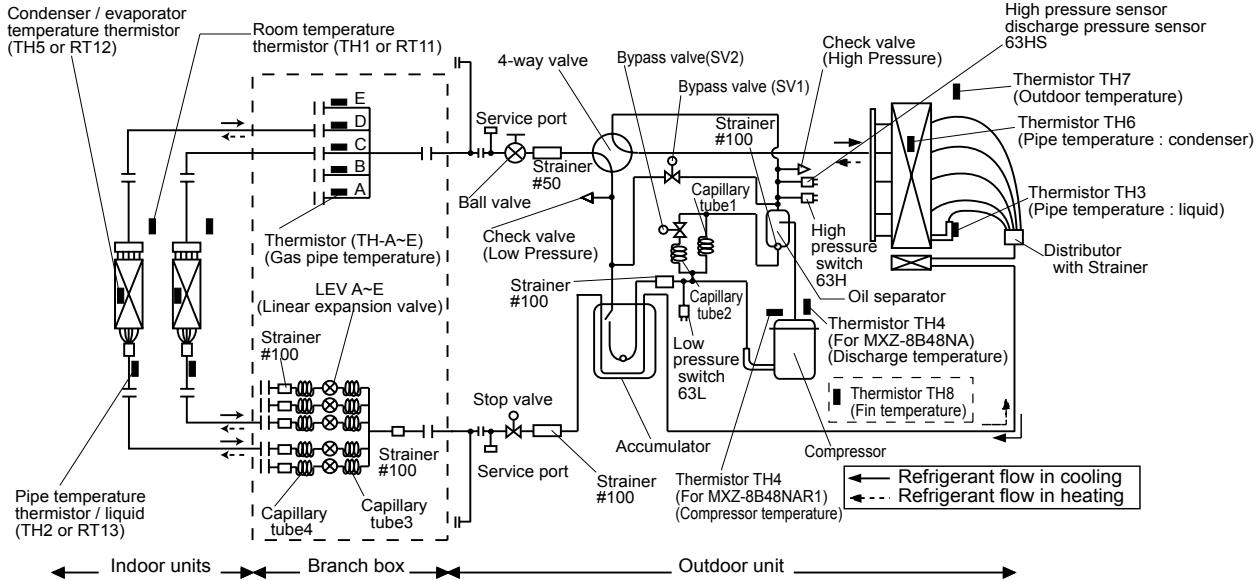 Condenser / evaporator
temperature thermistor
(TH5 or RT12)
Room temperature
thermistor (TH1 or RT11)
E
D
C
B
A
Thermistor (TH-A~E)
(Gas pipe temperature)
LEV A~E
(Linear expansion valve)
Strainer
#100
Strainer
#100
Capillary
tube4
Capillary
tube3
Pipe temperature
thermistor / liquid
(TH2 or RT13)
Service port
Ball valve
Strainer
#50
4-way valve
Check valve
(Low Pressure)
Bypass valve(SV2)
Bypass valve (SV1)
Strainer
#100
Capillary
tube1
Capillary
tube2
Strainer
#100
Check valve
(High Pressure)
High pressure sensor
discharge pressure sensor
63HS
High
pressure
switch
63H
Oil separator
Thermistor TH7
(Outdoor temperature)
Thermistor TH6
(Pipe temperature : condenser)
Thermistor TH3
(Pipe temperature : liquid)
Distributor
with Strainer
Thermistor TH4
(For MXZ-8B48NA)
(Discharge temperature)
Thermistor TH8
(Fin temperature)
Low
pressure
switch
63L
Accumulator
Compressor
Stop valve
Service port
Strainer
#100
Thermistor TH4
(For MXZ-8B48NAR1)
(Compressor temperature)
Refrigerant flow in cooling
Refrigerant flow in heating
Indoor units
Branch box
Outdoor unit